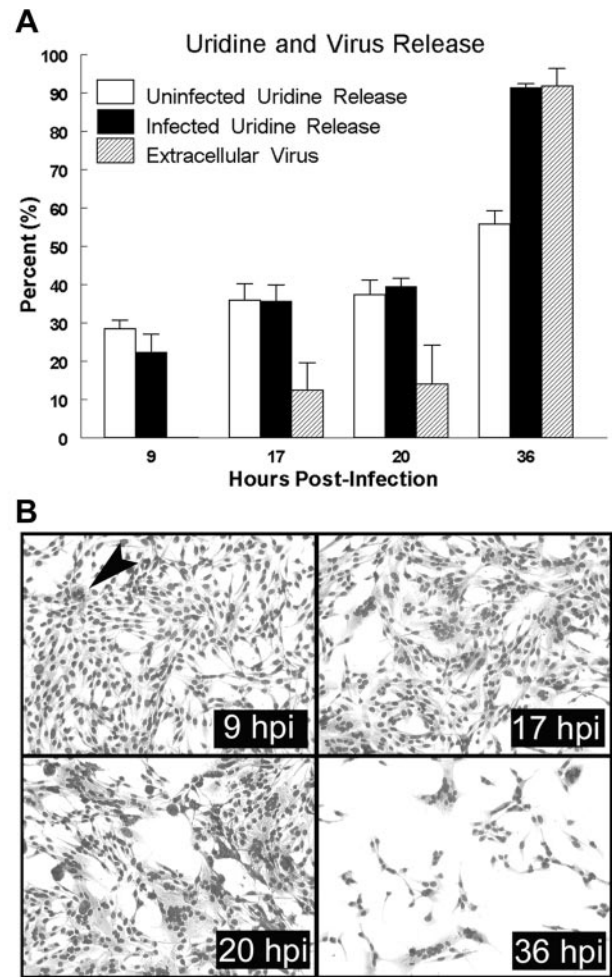 A
Uridine and Virus Release
Uninfected Uridine Release
Infected Uridine Release
Extracellular Virus
Percent (%)
100
90
80
70
60
50
40
30
20
10
0
9
17
20
36
Hours Post-Infection
B
9 hpi
17 hpi
20 hpi
36 hpi